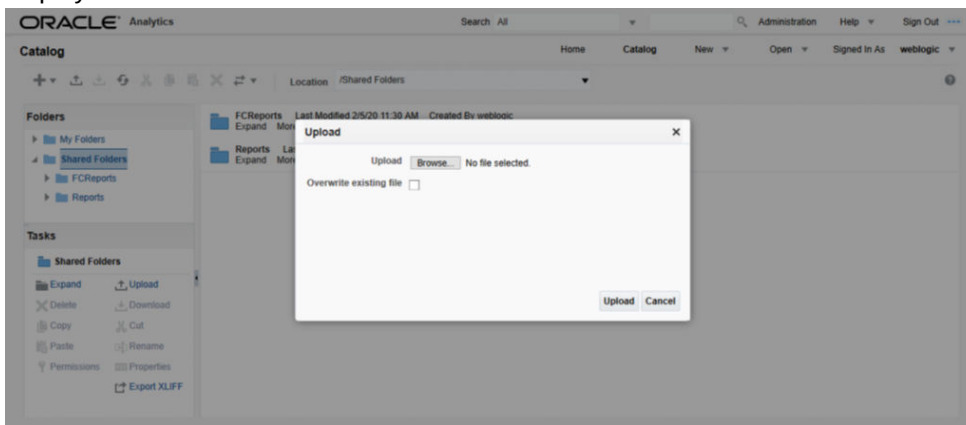 ORACLE Analytics Search All Administration Help Sign Out
Catalog Home Catalog New Open Signed In As weblogic
Location /Shared Folders
Folders
My Folders
Shared Folders
FCReports
Reports
FCReports Last Modified 2/5/20 11:30 AM Created By weblogic
Expand
Reports
Expand
Upload
Upload Browse... No file selected.
Overwrite existing file
Upload Cancel
Tasks
Shared Folders
Expand Upload
Delete Download
Copy Cut
Paste Rename
Permissions Properties
Export XLIFF